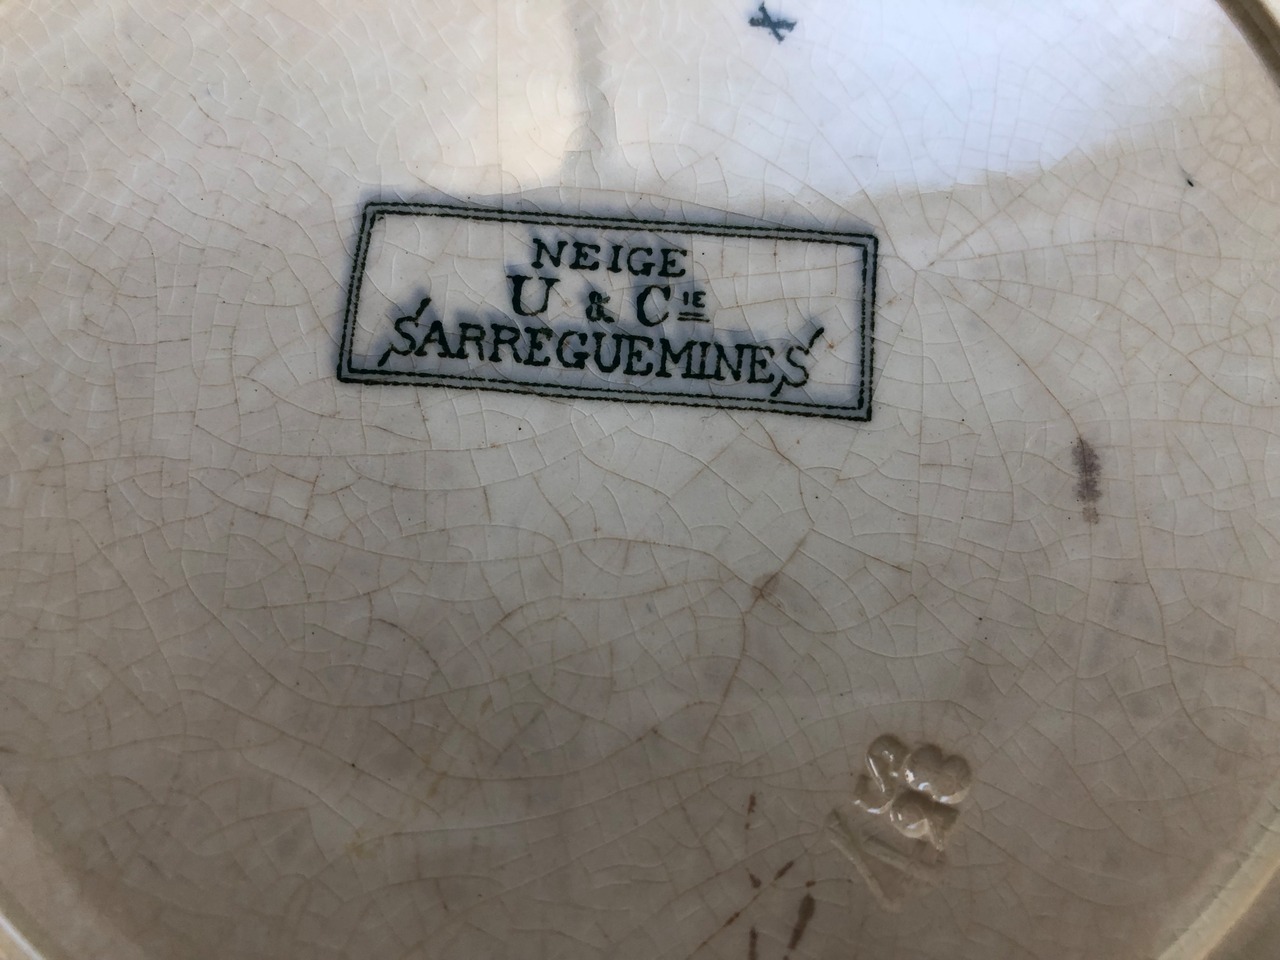 X
NEIGE
U & Cie
SARREGUEMINES